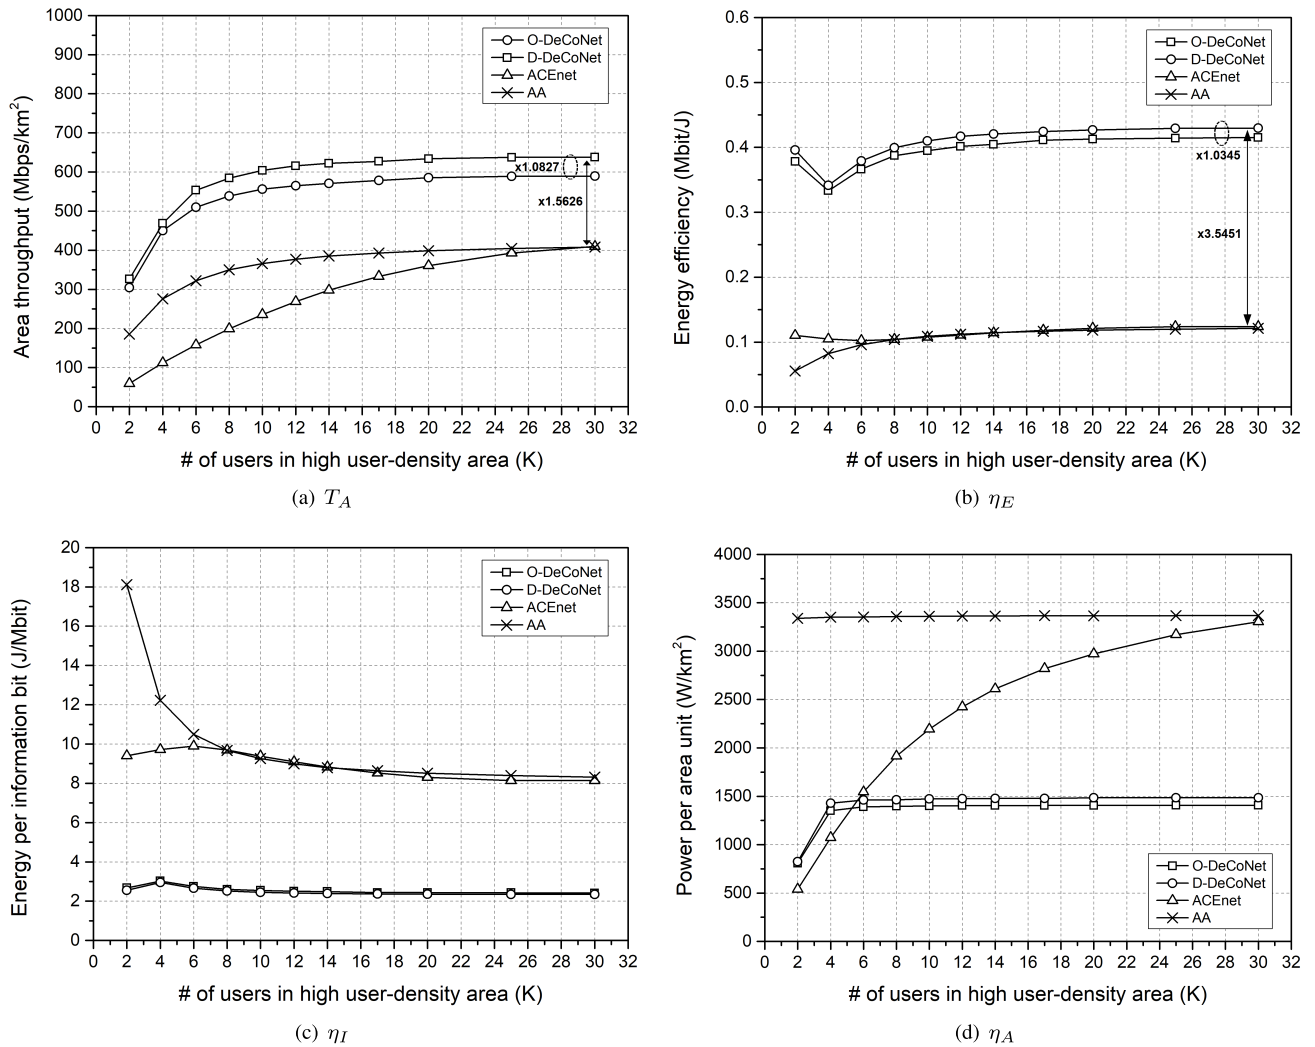 1000
900
800
700
600
500
400
300
200
100
0
Area throughput (Mbps/km²)
O-DeCoNet
D-DeCoNet
ACEnet
AA
x1.0827
x1.5626
0 2 4 6 8 10 12 14 16 18 20 22 24 26 28 30 32
# of users in high user-density area (K)
(a) T_A
0.6
0.5
0.4
0.3
0.2
0.1
0.0
Energy efficiency (Mbit/J)
O-DeCoNet
D-DeCoNet
ACEnet
AA
x1.0345
x3.5451
0 2 4 6 8 10 12 14 16 18 20 22 24 26 28 30 32
# of users in high user-density area (K)
(b) η_E
20
18
16
14
12
10
8
6
4
2
0
Energy per information bit (J/Mbit)
O-DeCoNet
D-DeCoNet
ACEnet
AA
0 2 4 6 8 10 12 14 16 18 20 22 24 26 28 30 32
# of users in high user-density area (K)
(c) η_I
4000
3500
3000
2500
2000
1500
1000
500
0
Power per area unit (W/km²)
O-DeCoNet
D-DeCoNet
ACEnet
AA
0 2 4 6 8 10 12 14 16 18 20 22 24 26 28 30 32
# of users in high user-density area (K)
(d) η_A